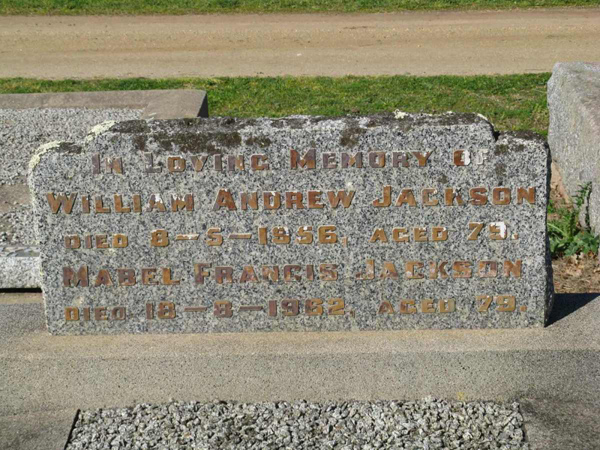 IN LOVING MEMORY OF
WILLIAM ANDREW JACKSON
DIED 8-5-1956, AGED 79.
MABEL FRANCIS JACKSON
DIED 18-8-1962, AGED 79.